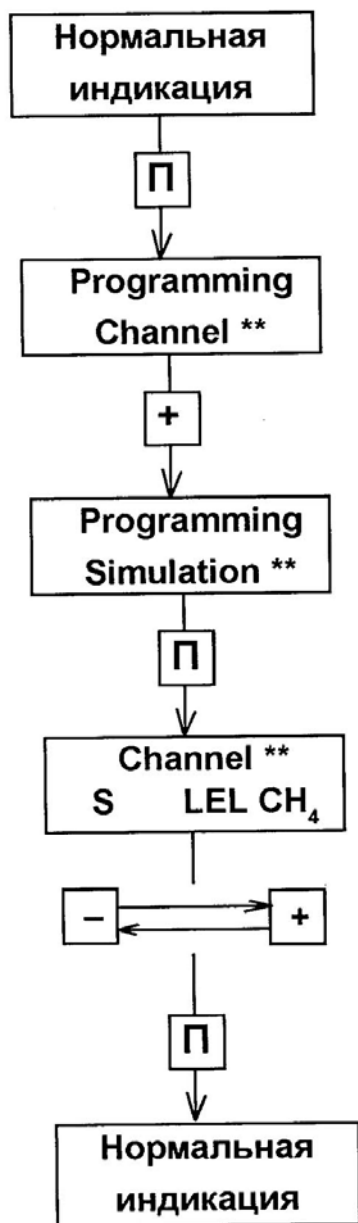 Нормальная
индикация
П
Programming
Channel **
+
Programming
Simulation **
П
Channel **
S LEL CH₄
– +
П
Нормальная
индикация